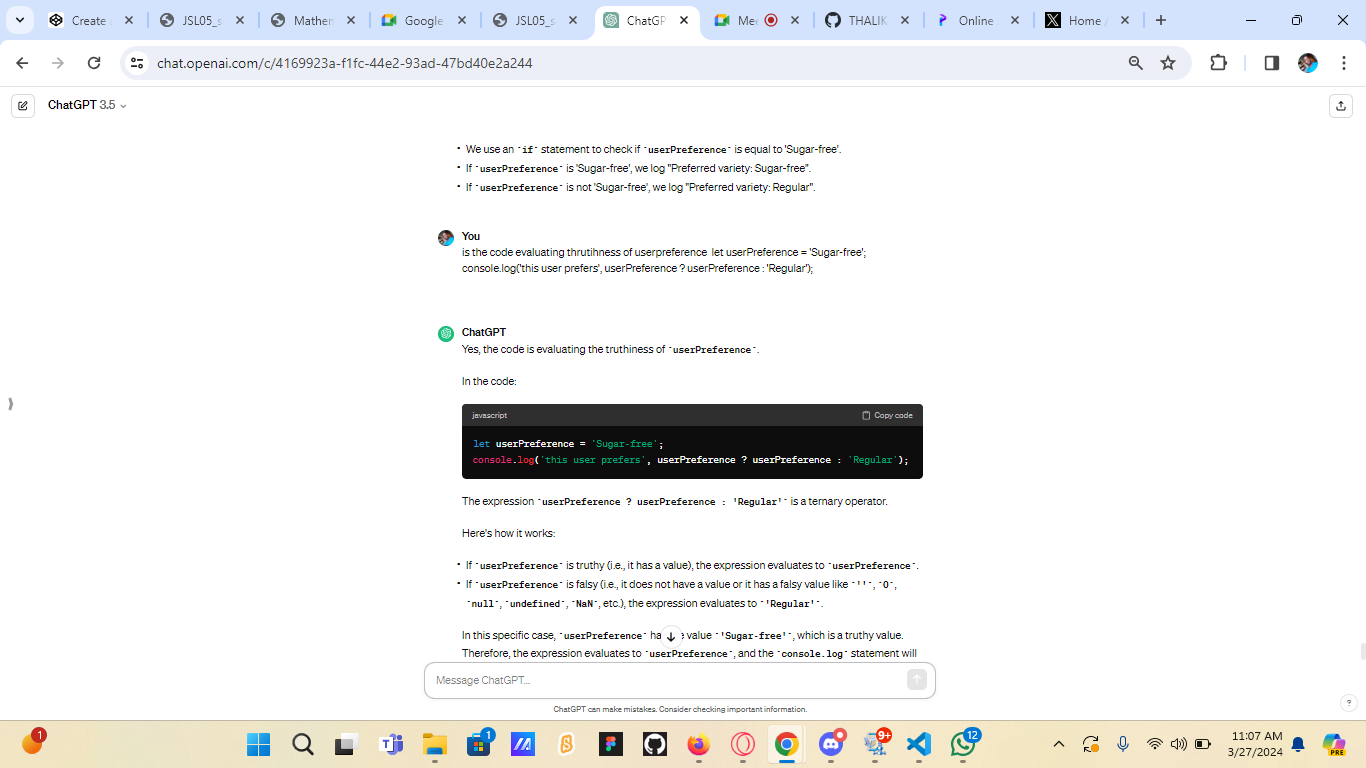 Create
JSL05_s
Mathen
Google
JSL05_s
ChatGP
Mee
THALIK
Online
Home /
chat.openai.com/c/4169923a-f1fc-44e2-93ad-47bd40e2a244
ChatGPT 3.5
• We use an `if` statement to check if `userPreference` is equal to 'Sugar-free'.
• If `userPreference` is 'Sugar-free', we log "Preferred variety: Sugar-free".
• If `userPreference` is not 'Sugar-free', we log "Preferred variety: Regular".
You
is the code evaluating thrutihness of userpreference let userPreference = 'Sugar-free';
console.log('this user prefers', userPreference ? userPreference : 'Regular');
ChatGPT
Yes, the code is evaluating the truthiness of `userPreference`.
In the code:
javascript
Copy code
let userPreference = 'Sugar-free';
console.log('this user prefers', userPreference ? userPreference : 'Regular');
The expression `userPreference ? userPreference : 'Regular'` is a ternary operator.
Here's how it works:
• If `userPreference` is truthy (i.e., it has a value), the expression evaluates to `userPreference`.
• If `userPreference` is falsy (i.e., it does not have a value or it has a falsy value like `''`, `0`,
`null`, `undefined`, `NaN`, etc.), the expression evaluates to `'Regular'`.
In this specific case, `userPreference` ha e value `'Sugar-free'`, which is a truthy value.
Therefore, the expression evaluates to `userPreference`, and the `console.log` statement will
Message ChatGPT...
ChatGPT can make mistakes. Consider checking important information.
?
1
1
9+
12
11:07 AM
3/27/2024
PRE